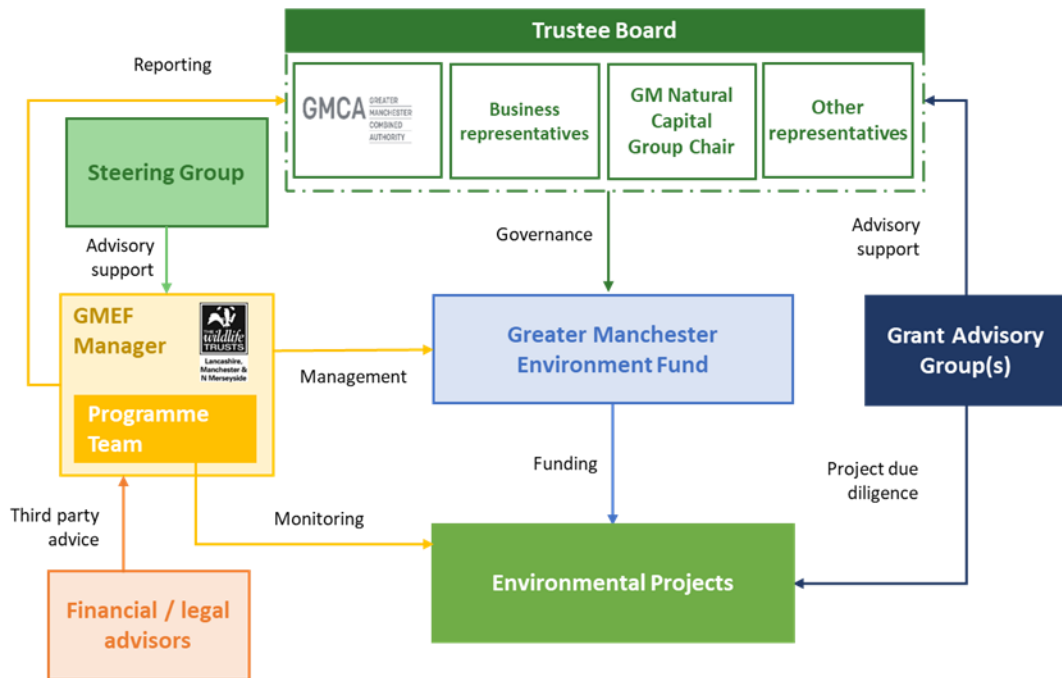 Trustee Board
Reporting
GMCA GREATER
MANCHESTER
COMBINED
AUTHORITY
Business
representatives
GM Natural
Capital
Group Chair
Other
representatives
Steering Group
Advisory
support
Governance
Advisory
support
GMEF
Manager
THE
wildlife
TRUSTS
Lancashire,
Manchester &
N Merseyside
Programme
Team
Management
Greater Manchester
Environment Fund
Grant Advisory
Group(s)
Funding
Project due
diligence
Third party
advice
Monitoring
Environmental Projects
Financial / legal
advisors